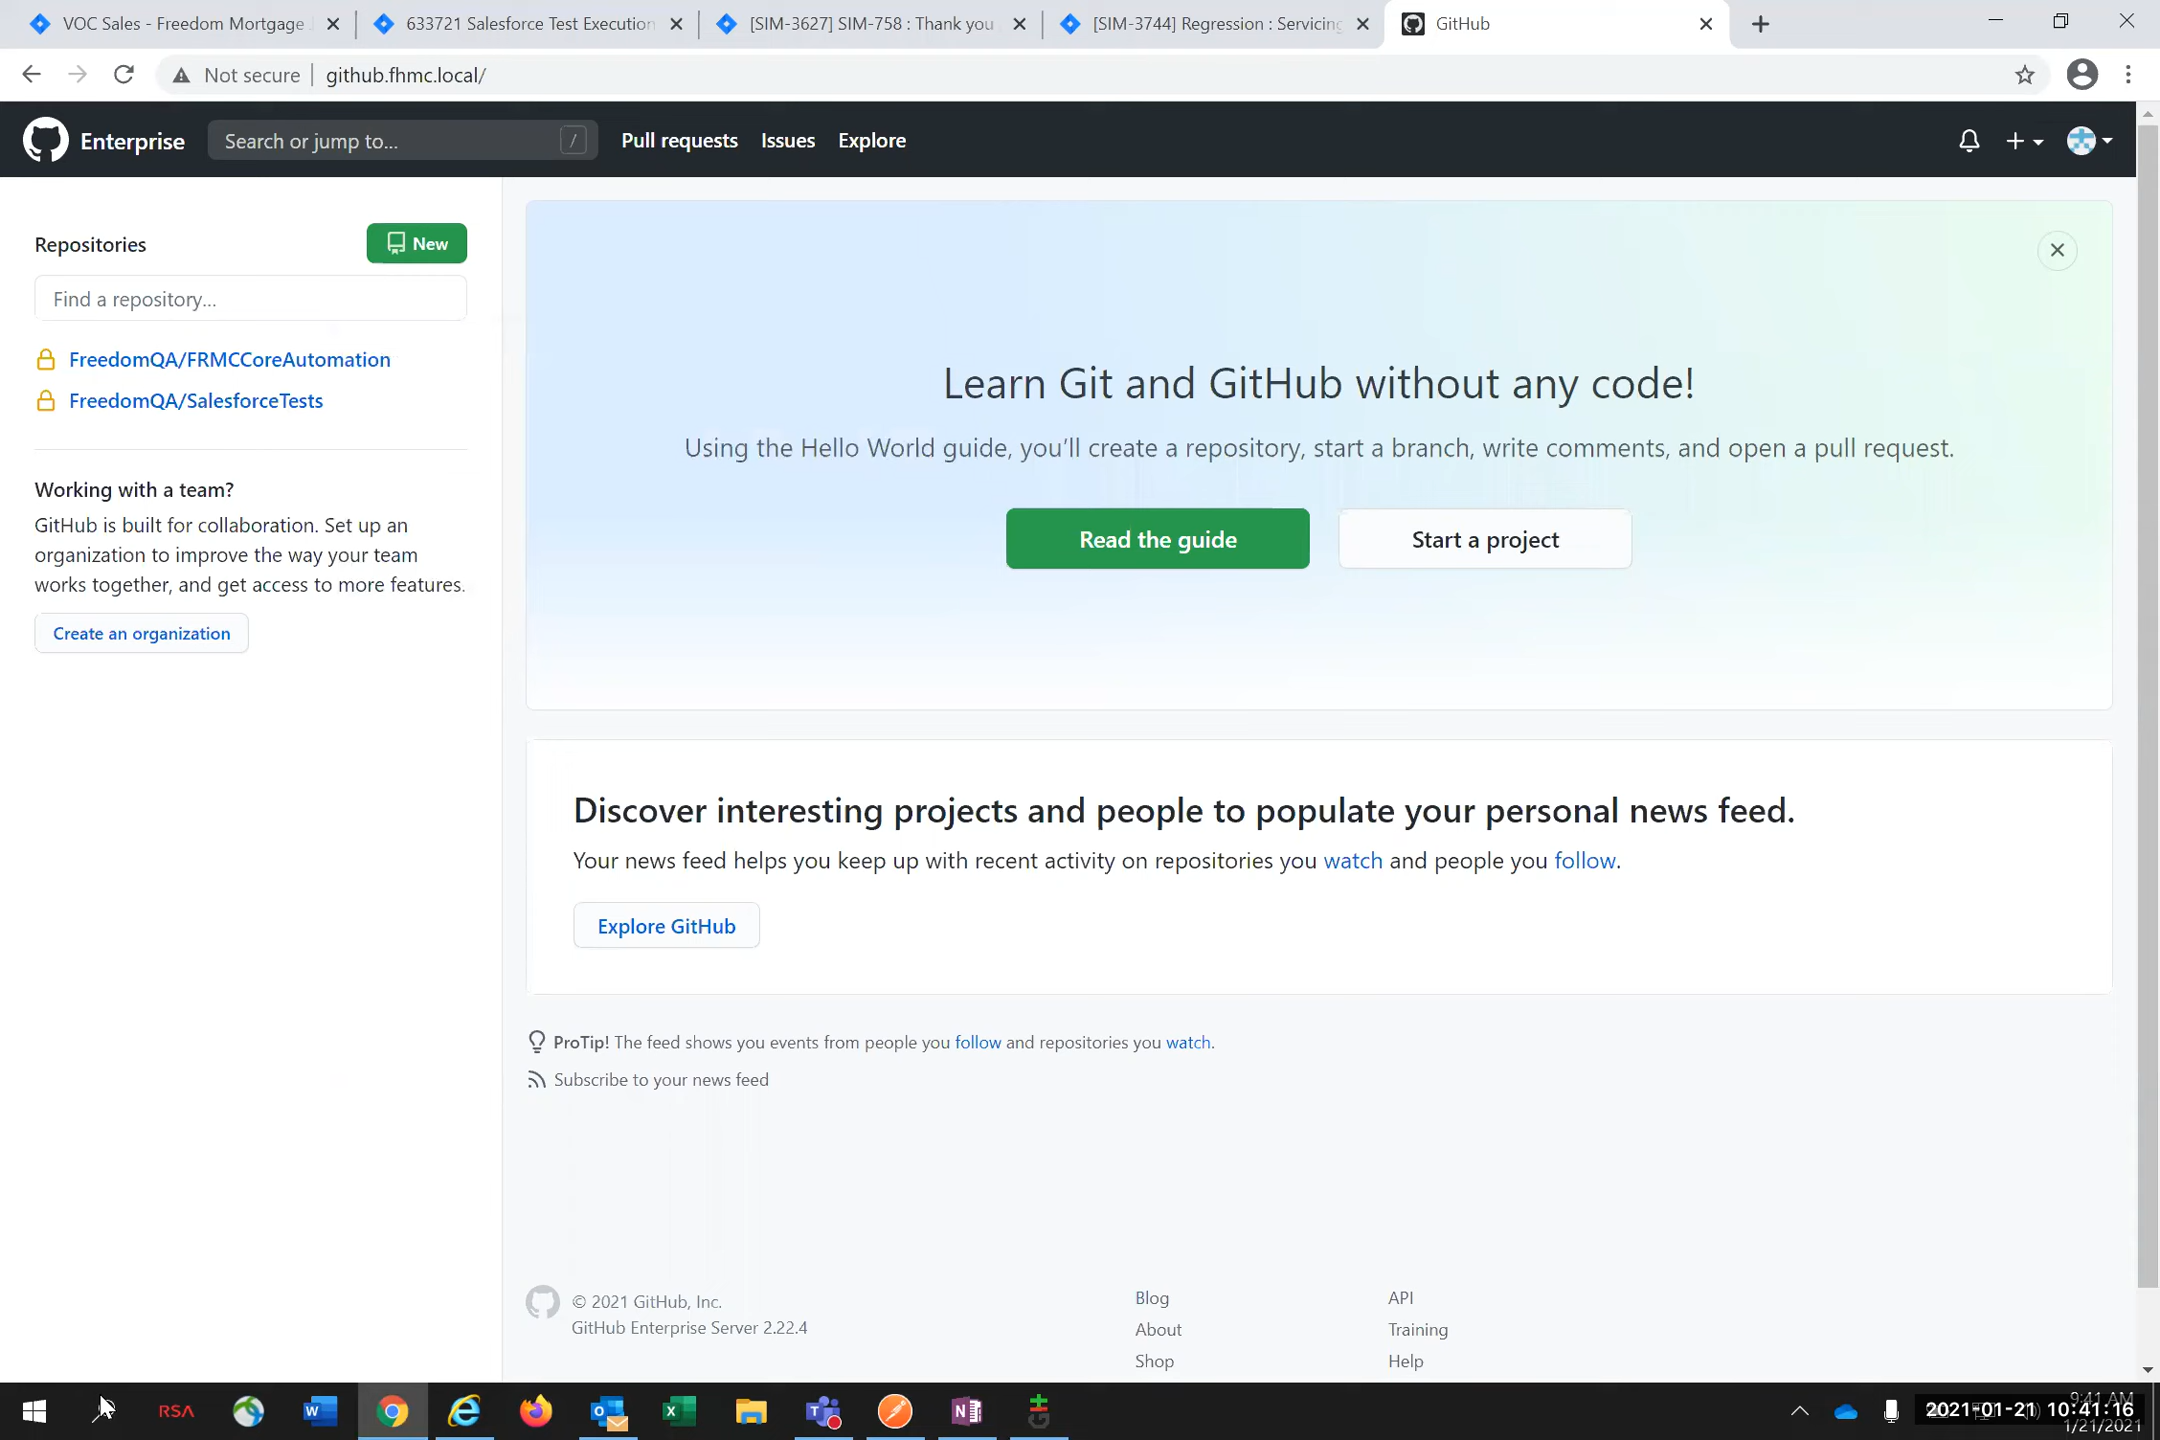 VOC Sales - Freedom Mortgage
633721 Salesforce Test Execution
[SIM-3627] SIM-758 : Thank you
[SIM-3744] Regression : Servicing
GitHub
Not secure
github.fhmc.local/
Enterprise
Search or jump to...
/
Pull requests
Issues
Explore
Repositories
New
Find a repository...
FreedomQA/FRMCCoreAutomation
FreedomQA/SalesforceTests
Working with a team?
GitHub is built for collaboration. Set up an
organization to improve the way your team
works together, and get access to more features.
Create an organization
Learn Git and GitHub without any code!
Using the Hello World guide, you’ll create a repository, start a branch, write comments, and open a pull request.
Read the guide
Start a project
Discover interesting projects and people to populate your personal news feed.
Your news feed helps you keep up with recent activity on repositories you watch and people you follow.
Explore GitHub
ProTip! The feed shows you events from people you follow and repositories you watch.
Subscribe to your news feed
© 2021 GitHub, Inc.
GitHub Enterprise Server 2.22.4
Blog
About
Shop
API
Training
Help
RSA
9:41 AM
2021-01-21 10:41:16
1/21/2021